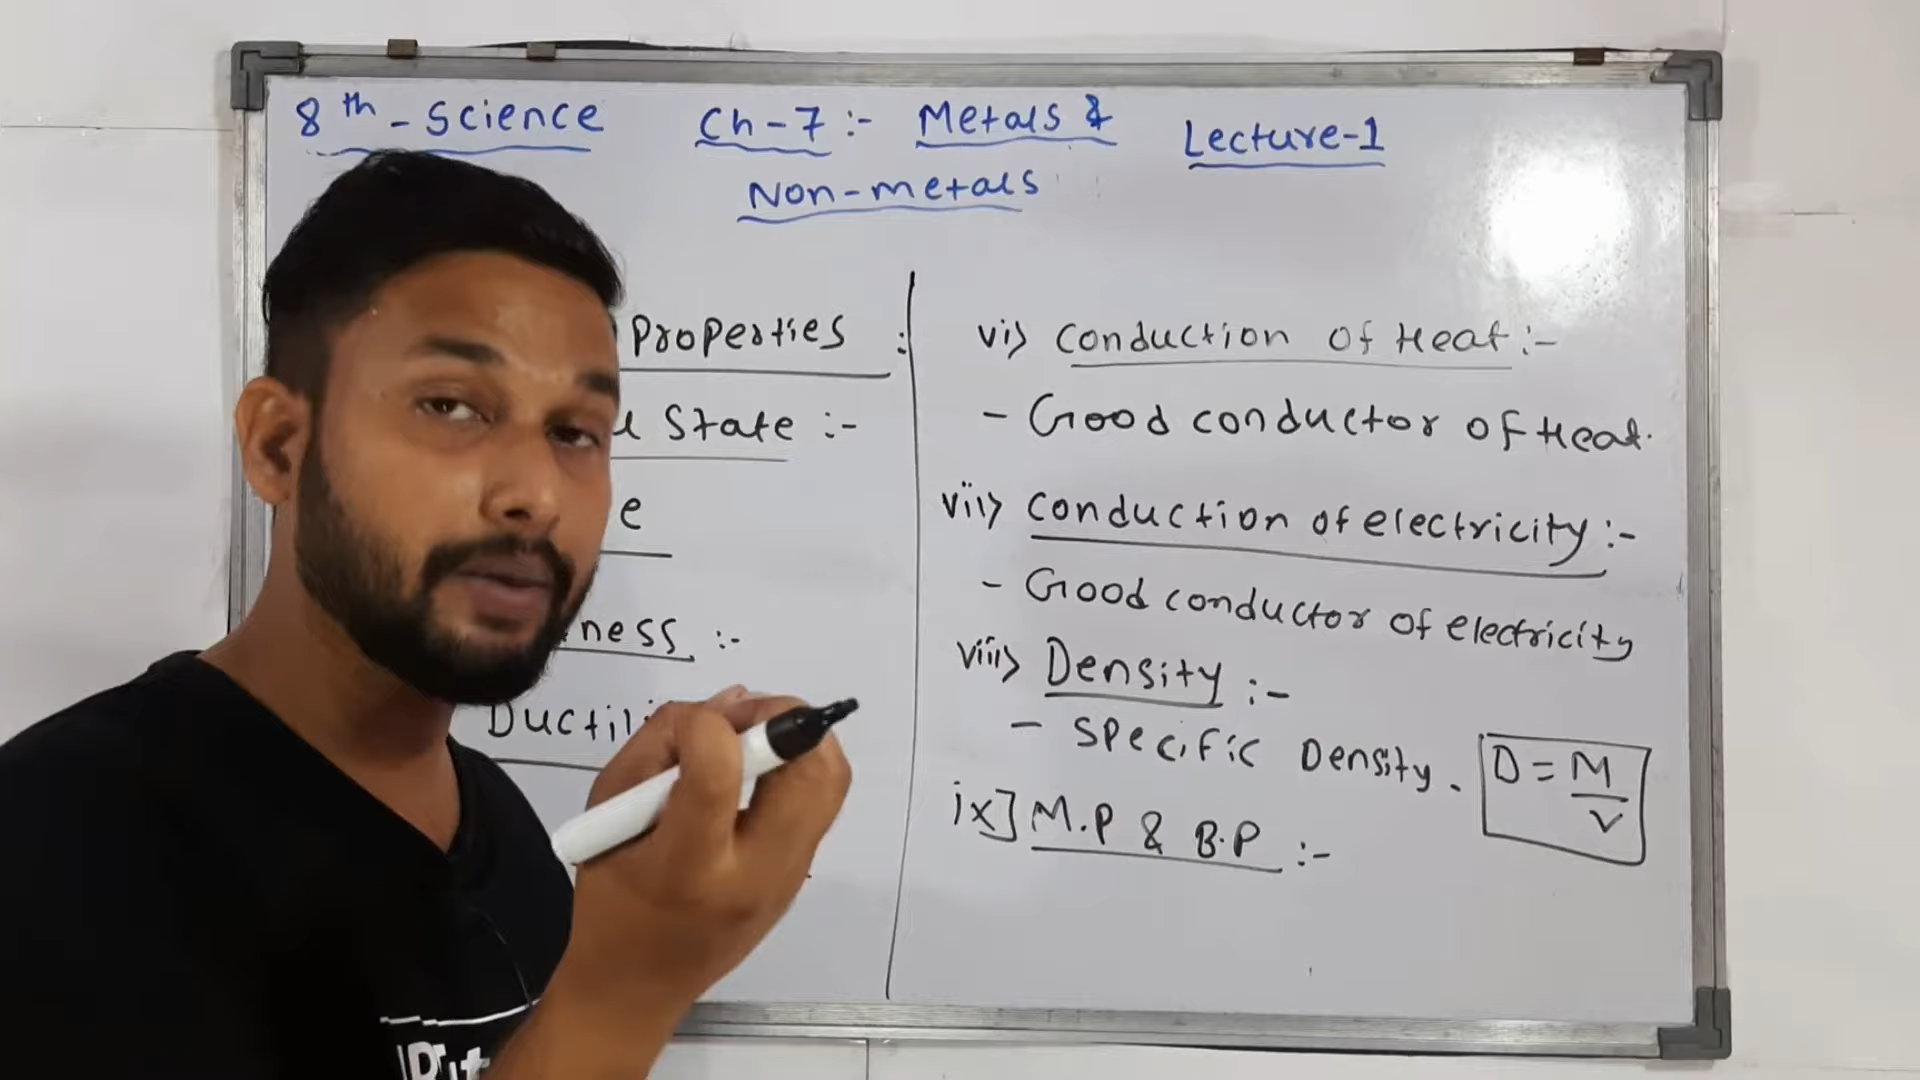 8th - Science Ch-7 :- Metals & Lecture-1
Non-metals
Properties :
State :-
ness :-
Ductili
vi> Conduction of Heat :-
- Good conductor of Heat.
vii> Conduction of electricity :-
- Good conductor of electricity
viii> Density :-
- Specific Density. D = M/V
ix] M.P & B.P :-